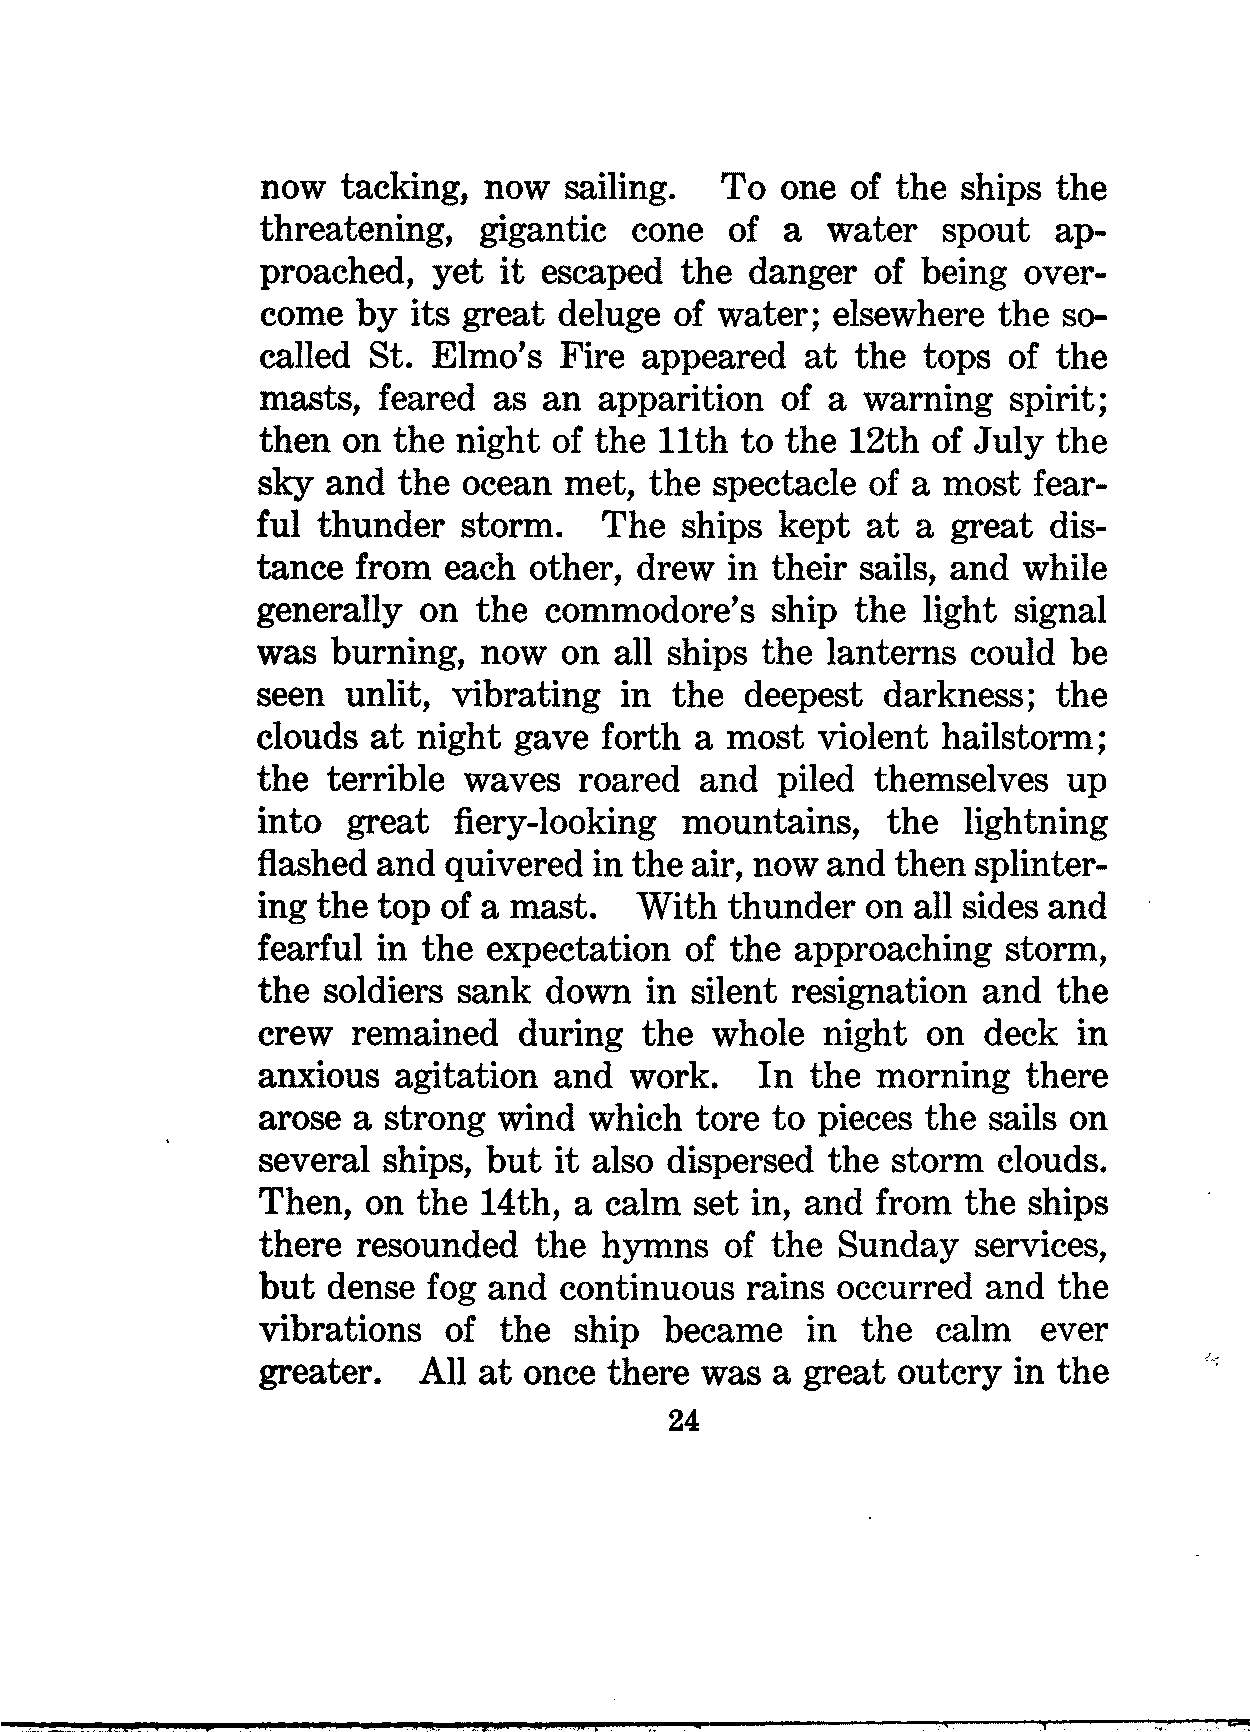 now tacking, now sailing. To one of the ships the
threatening, gigantic cone of a water spout ap-
proached, yet it escaped the danger of being over-
come by its great deluge of water; elsewhere the so-
called St. Elmo's Fire appeared at the tops of the
masts, feared as an apparition of a warning spirit;
then on the night of the 11th to the 12th of July the
sky and the ocean met, the spectacle of a most fear-
ful thunder storm. The ships kept at a great dis-
tance from each other, drew in their sails, and while
generally on the commodore's ship the light signal
was burning, now on all ships the lanterns could be
seen unlit, vibrating in the deepest darkness; the
clouds at night gave forth a most violent hailstorm;
the terrible waves roared and piled themselves up
into great fiery-looking mountains, the lightning
flashed and quivered in the air, now and then splinter-
ing the top of a mast. With thunder on all sides and
fearful in the expectation of the approaching storm,
the soldiers sank down in silent resignation and the
crew remained during the whole night on deck in
anxious agitation and work. In the morning there
arose a strong wind which tore to pieces the sails on
several ships, but it also dispersed the storm clouds.
Then, on the 14th, a calm set in, and from the ships
there resounded the hymns of the Sunday services,
but dense fog and continuous rains occurred and the
vibrations of the ship became in the calm ever
greater. All at once there was a great outcry in the
24